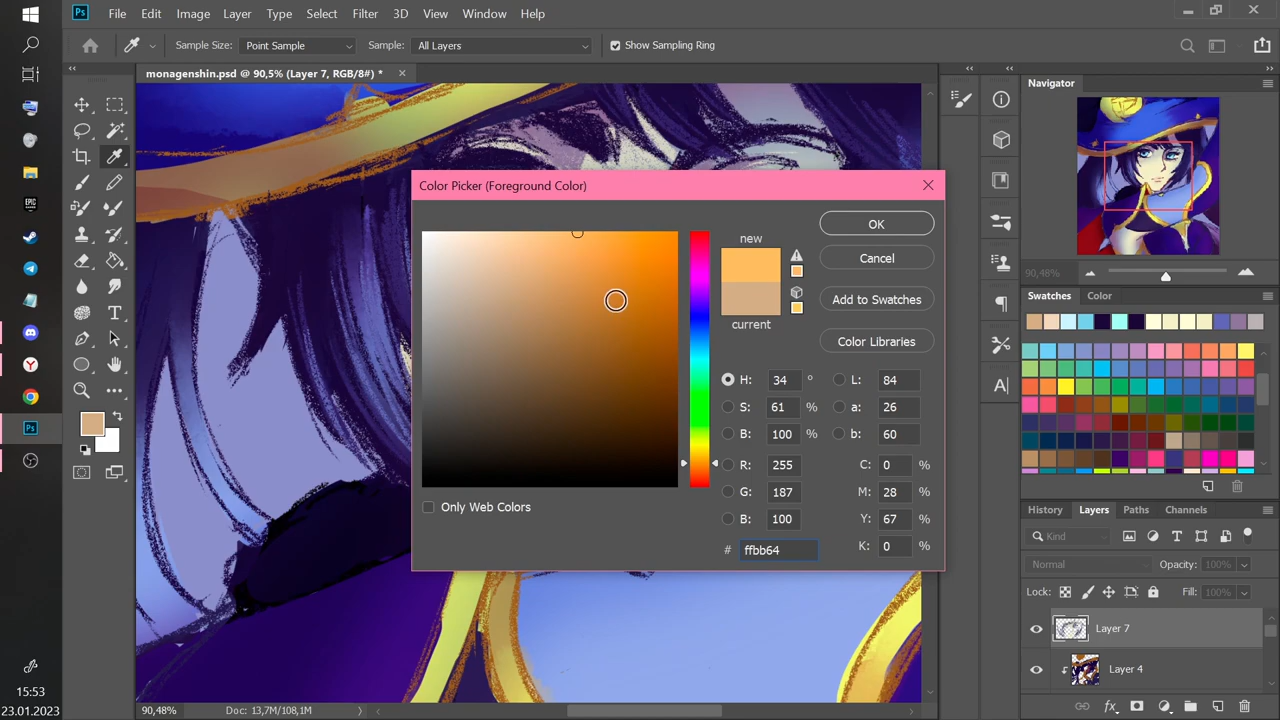 Ps File Edit Image Layer Type Select Filter 3D View Window Help
Sample Size: Point Sample Sample: All Layers Show Sampling Ring
monagenshin.psd @ 90,5% (Layer 7, RGB/8#) *
Navigator
90,48%
Swatches Color
Color Picker (Foreground Color)
new
current
OK
Cancel
Add to Swatches
Color Libraries
H: 34 °
S: 61 %
B: 100 %
R: 255
G: 187
B: 100
# ffbb64
L: 84
a: 26
b: 60
C: 0 %
M: 28 %
Y: 67 %
K: 0 %
Only Web Colors
History Layers Paths Channels
Kind
Normal Opacity: 100%
Lock: Fill: 100%
Layer 7
Layer 4
EPIC
Ps
15:53
23.01.2023
90,48% Doc: 13,7M/108,1M